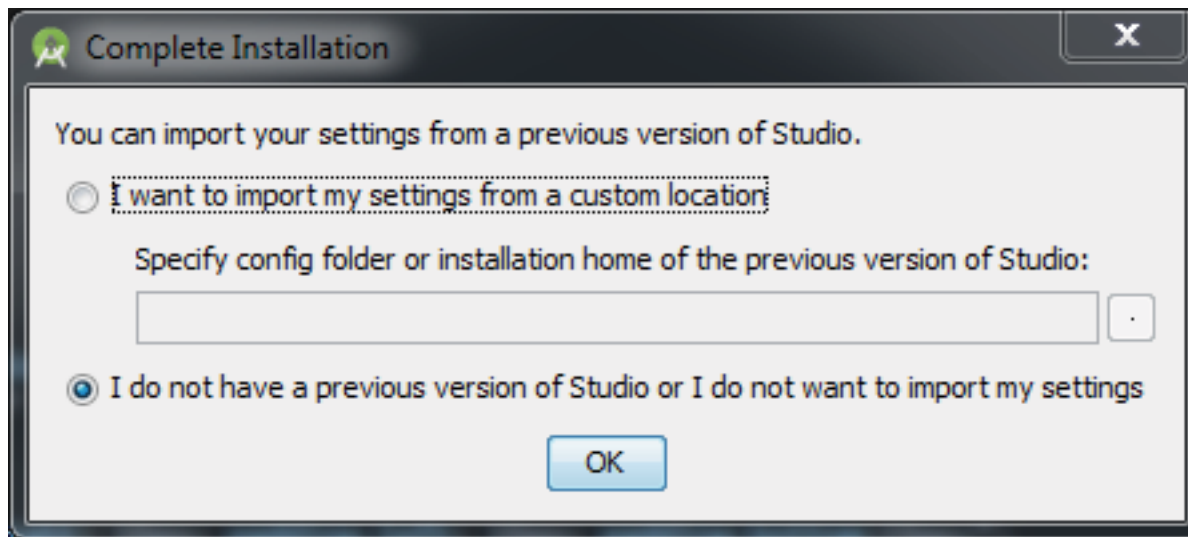 Complete Installation
You can import your settings from a previous version of Studio.
I want to import my settings from a custom location
Specify config folder or installation home of the previous version of Studio:
.
I do not have a previous version of Studio or I do not want to import my settings
OK